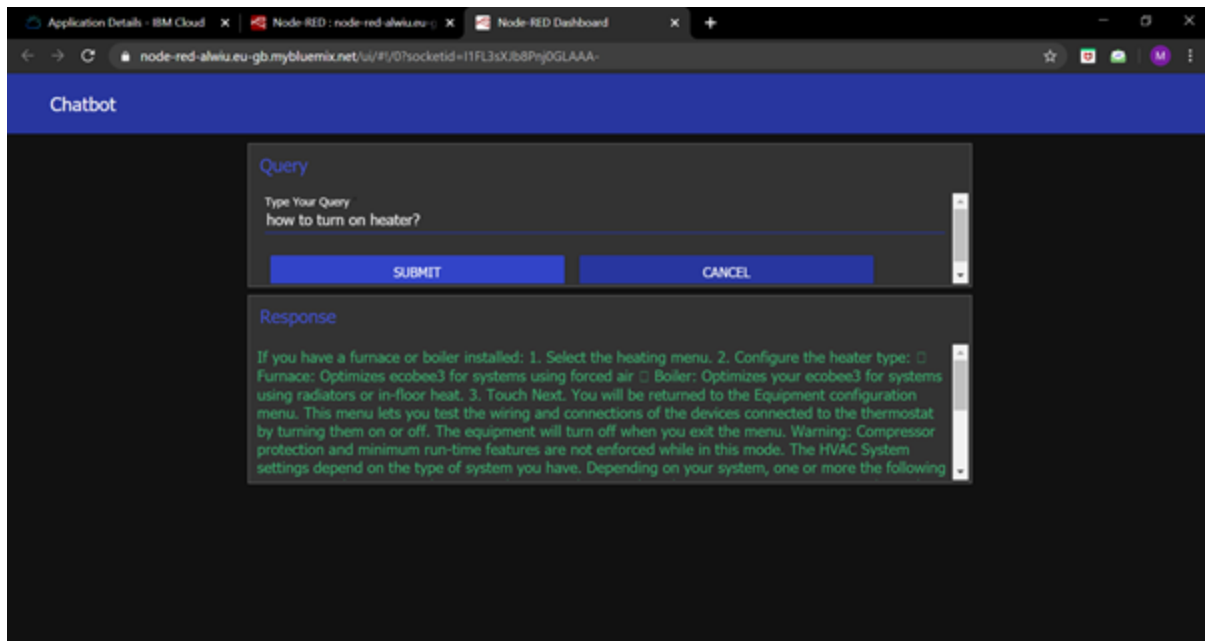 Application Details - IBM Cloud
Node-RED : node-red-alwiu.eu-g
Node-RED Dashboard
node-red-alwiu.eu-gb.mybluemix.net/ui/#!/0?socketid=
M
Chatbot
Query
Type Your Query
how to turn on heater?
SUBMIT CANCEL
Response
If you have a furnace or boiler installed: 1. Select the heating menu. 2. Configure the heater type: □
Furnace: Optimizes ecobee3 for systems using forced air □ Boiler: Optimizes your ecobee3 for systems
using radiators or in-floor heat. 3. Touch Next. You will be returned to the Equipment configuration
menu. This menu lets you test the wiring and connections of the devices connected to the thermostat
by turning them on or off. The equipment will turn off when you exit the menu. Warning: Compressor
protection and minimum run-time features are not enforced while in this mode. The HVAC System
settings depend on the type of system you have. Depending on your system, one or more the following